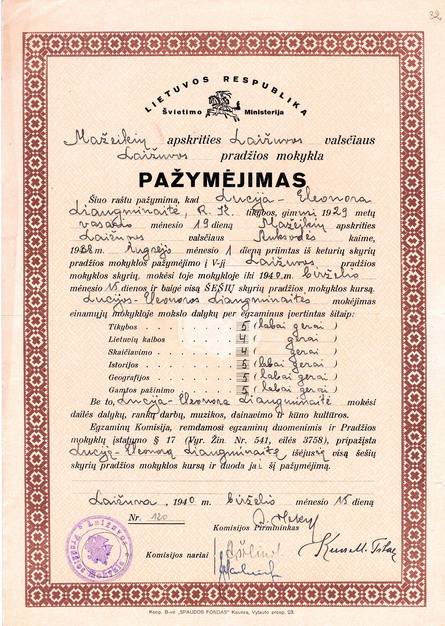 32
LIETUVOS RESPUBLIKA
Švietimo Ministerija
Mažeikių apskrities Laižuvos valsčiaus
Laižuvos pradžios mokykla
PAŽYMĖJIMAS
Šiuo raštu pažymima, kad Lucija-Eleonora
Liaugminaitė, R. K. tikybos, gimusi 1929 metų
vasario mėnesio 19 dieną Mažeikių apskrities
Laižuvos valsčiaus kaime,
1938 m. rugsėjo mėnesio 1 dieną priimtas iš keturių skyrių
pradžios mokyklos pažymėjimo į V-jį Laižuvos pradžios
mokyklos skyrių, mokėsi toje mokykloje iki 1940 m. birželio
mėnesio 15 dienos ir baigė visą ŠEŠIŲ skyrių pradžios mokyklos kursą.
Lucijos-Eleonoros Liaugminaitės mokėjimas
einamųjų mokykloje mokslo dalykų per egzaminus įvertintas šitaip:
Tikybos 5 (labai gerai)
Lietuvių kalbos 4 (gerai)
Skaičiavimo 4 (gerai)
Istorijos 5 (labai gerai)
Geografijos 5 (labai gerai)
Gamtos pažinimo 5 (labai gerai)
Be to, Lucija-Eleonora Liaugminaitė mokėsi
dailės dalykų, rankų darbų, muzikos, dainavimo ir kūno kultūros.
Egzaminų Komisija, remdamosi egzaminų duomenimis ir Pradžios
mokyklų įstatymo § 17 (Vyr. Žin. Nr. 541, eilės 3758), pripažįsta
Luciją-Eleonorą Liaugminaitę išėjusią visą šešių
skyrių pradžios mokyklos kursą ir duoda jai šį pažymėjimą.
Laižuva, 1940 m. birželio mėnesio 15 dieną
Nr. 120
Komisijos Pirmininkas
Komisijos nariai
Koop. B-vė „SPAUDOS FONDAS" Kaunas, Vytauto prosp. 23.